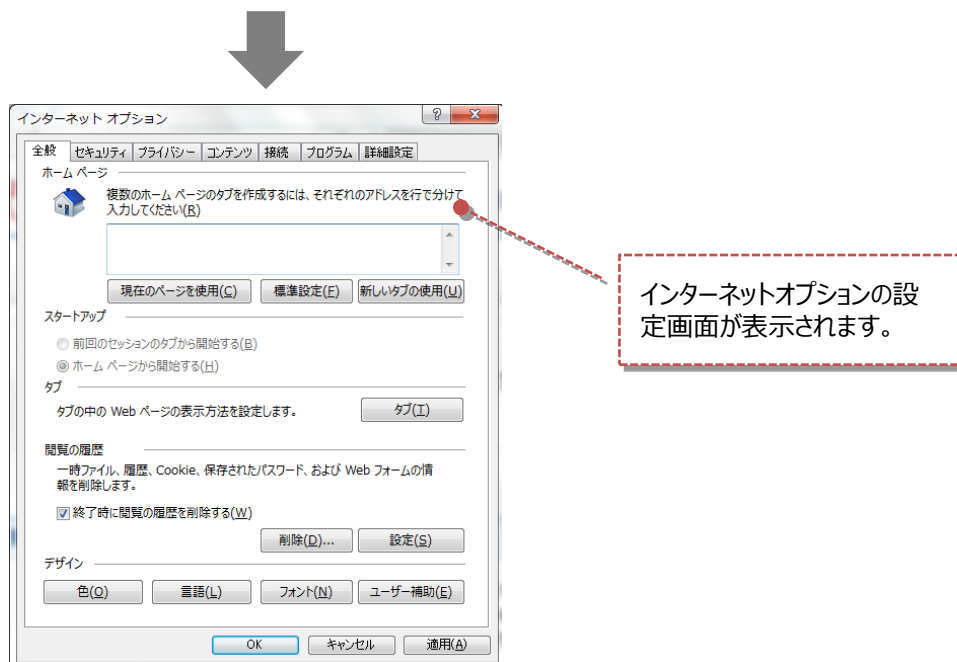 インターネット オプション
全般 セキュリティ プライバシー コンテンツ 接続 プログラム 詳細設定
ホーム ページ
複数のホーム ページのタブを作成するには、それぞれのアドレスを行で分けて
入力してください(R)
現在のページを使用(C) 標準設定(F) 新しいタブの使用(U)
スタートアップ
前回のセッションのタブから開始する(B)
ホーム ページから開始する(H)
タブ
タブの中の Web ページの表示方法を設定します。 タブ(T)
閲覧の履歴
一時ファイル、履歴、Cookie、保存されたパスワード、および Web フォームの情
報を削除します。
終了時に閲覧の履歴を削除する(W)
削除(D)... 設定(S)
デザイン
色(O) 言語(L) フォント(N) ユーザー補助(E)
OK キャンセル 適用(A)
インターネットオプションの設
定画面が表示されます。